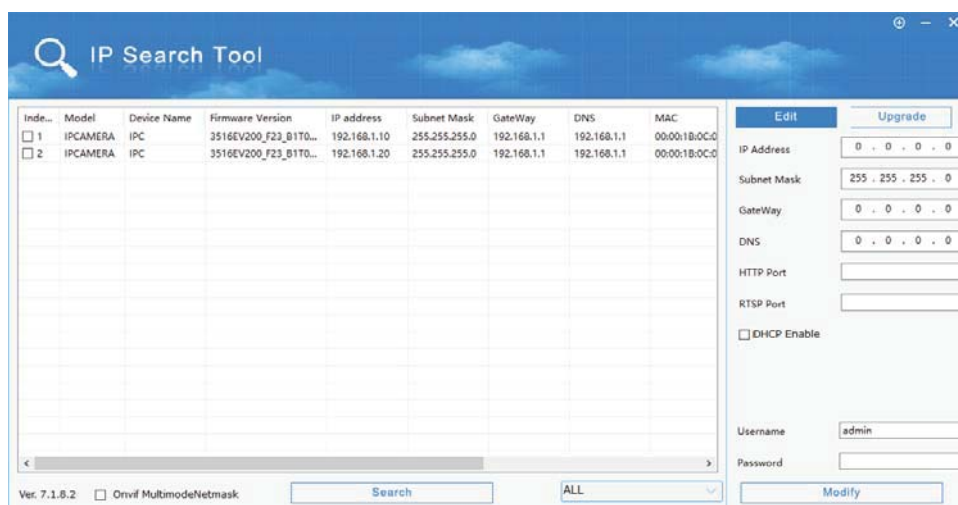 IP Search Tool
Inde... Model Device Name Firmware Version IP address Subnet Mask GateWay DNS MAC
1 IPCAMERA IPC 3516EV200_F23_B1T0... 192.168.1.10 255.255.255.0 192.168.1.1 192.168.1.1 00:00:1B:0C:0
2 IPCAMERA IPC 3516EV200_F23_B1T0... 192.168.1.20 255.255.255.0 192.168.1.1 192.168.1.1 00:00:1B:0C:0
Edit Upgrade
IP Address 0 . 0 . 0 . 0
Subnet Mask 255 . 255 . 255 . 0
GateWay 0 . 0 . 0 . 0
DNS 0 . 0 . 0 . 0
HTTP Port
RTSP Port
DHCP Enable
Username admin
Password
Ver. 7.1.8.2 Onvif MultimodeNetmask Search ALL Modify